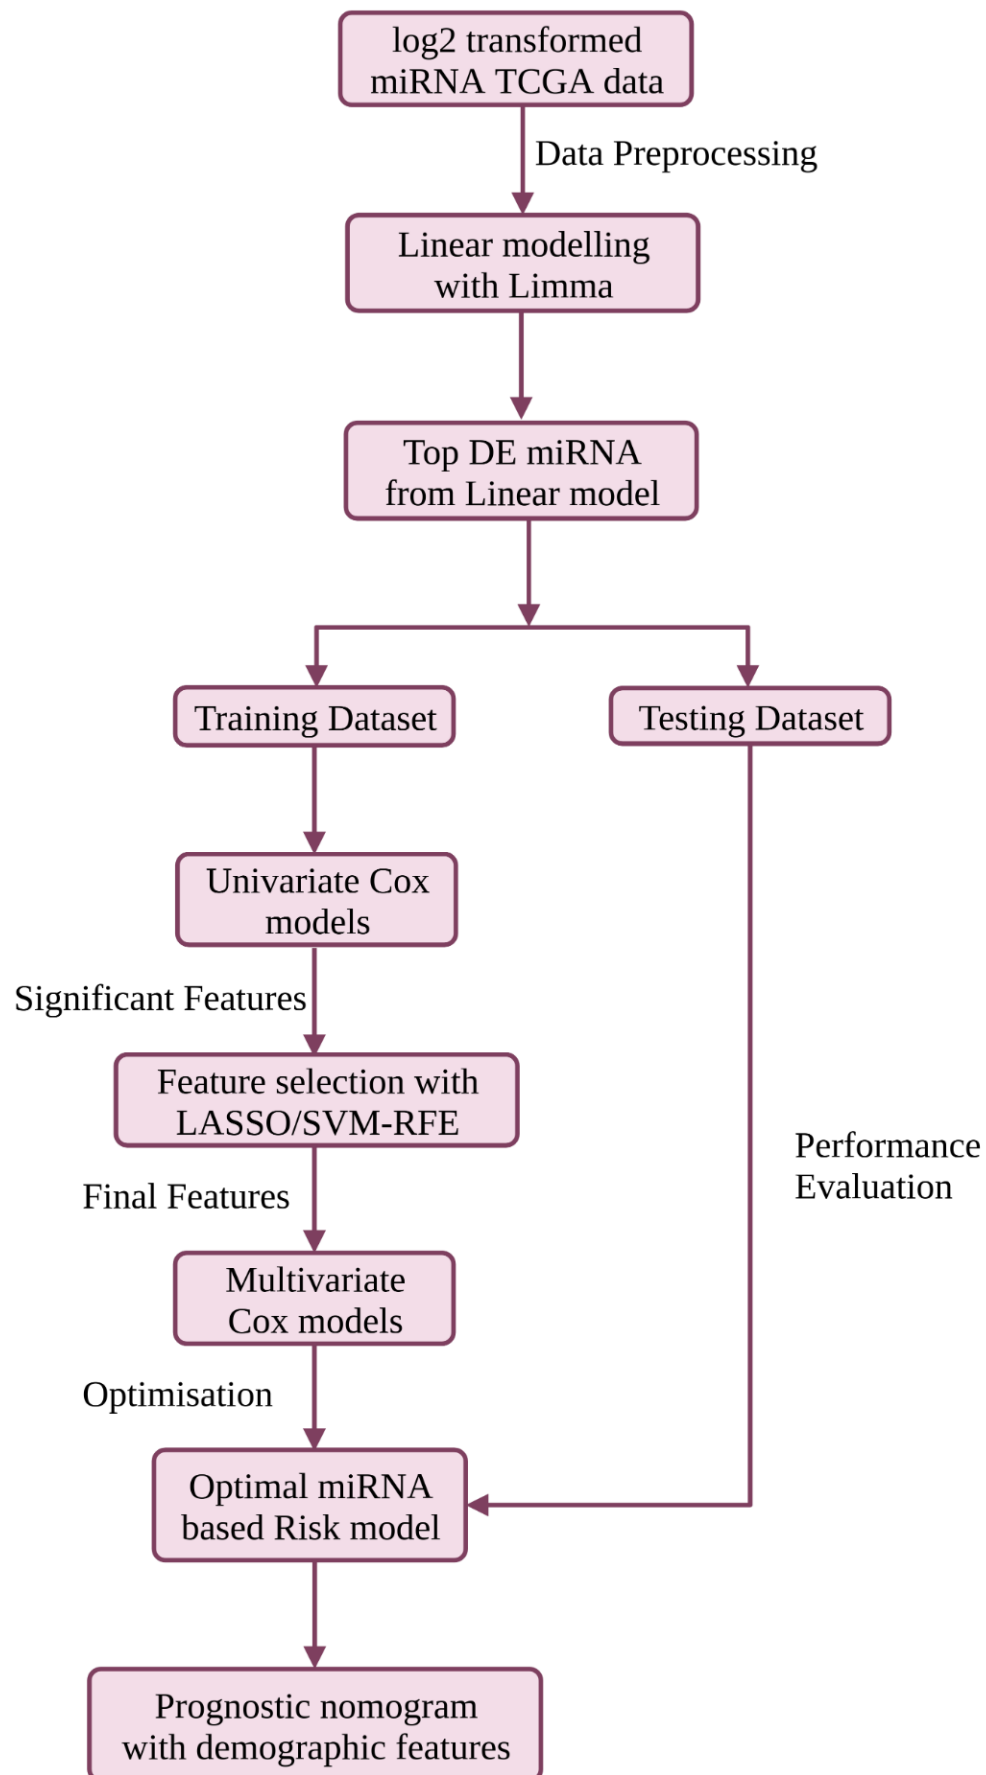 log2 transformed
miRNA TCGA data
Data Preprocessing
Linear modelling
with Limma
Top DE miRNA
from Linear model
Training Dataset
Testing Dataset
Univariate Cox
models
Significant Features
Feature selection with
LASSO/SVM-RFE
Performance
Evaluation
Final Features
Multivariate
Cox models
Optimisation
Optimal miRNA
based Risk model
Prognostic nomogram
with demographic features